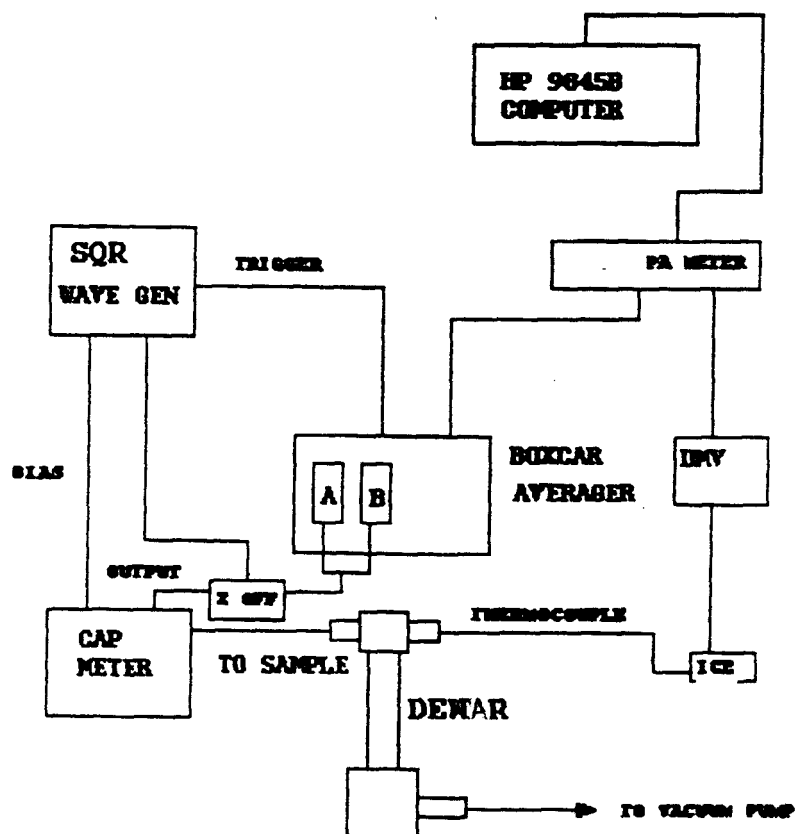 HP 9845B
COMPUTER
SQR
WAVE GEN
TRIGGER
PA METER
BIAS
A
B
BOXCAR
AVERAGER
DMV
OUTPUT
CAP
METER
TO SAMPLE
THERMOCOUPLE
ICE
DEWAR
TO VACUUM PUMP